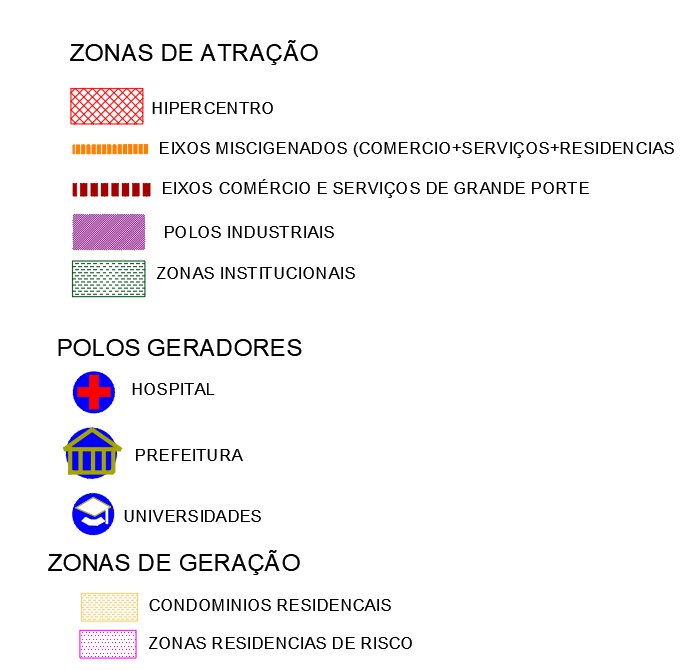 ZONAS DE ATRAÇÃO
HIPERCENTRO
EIXOS MISCIGENADOS (COMERCIO+SERVIÇOS+RESIDENCIAS
EIXOS COMÉRCIO E SERVIÇOS DE GRANDE PORTE
POLOS INDUSTRIAIS
ZONAS INSTITUCIONAIS
POLOS GERADORES
HOSPITAL
PREFEITURA
UNIVERSIDADES
ZONAS DE GERAÇÃO
CONDOMINIOS RESIDENCAIS
ZONAS RESIDENCIAS DE RISCO